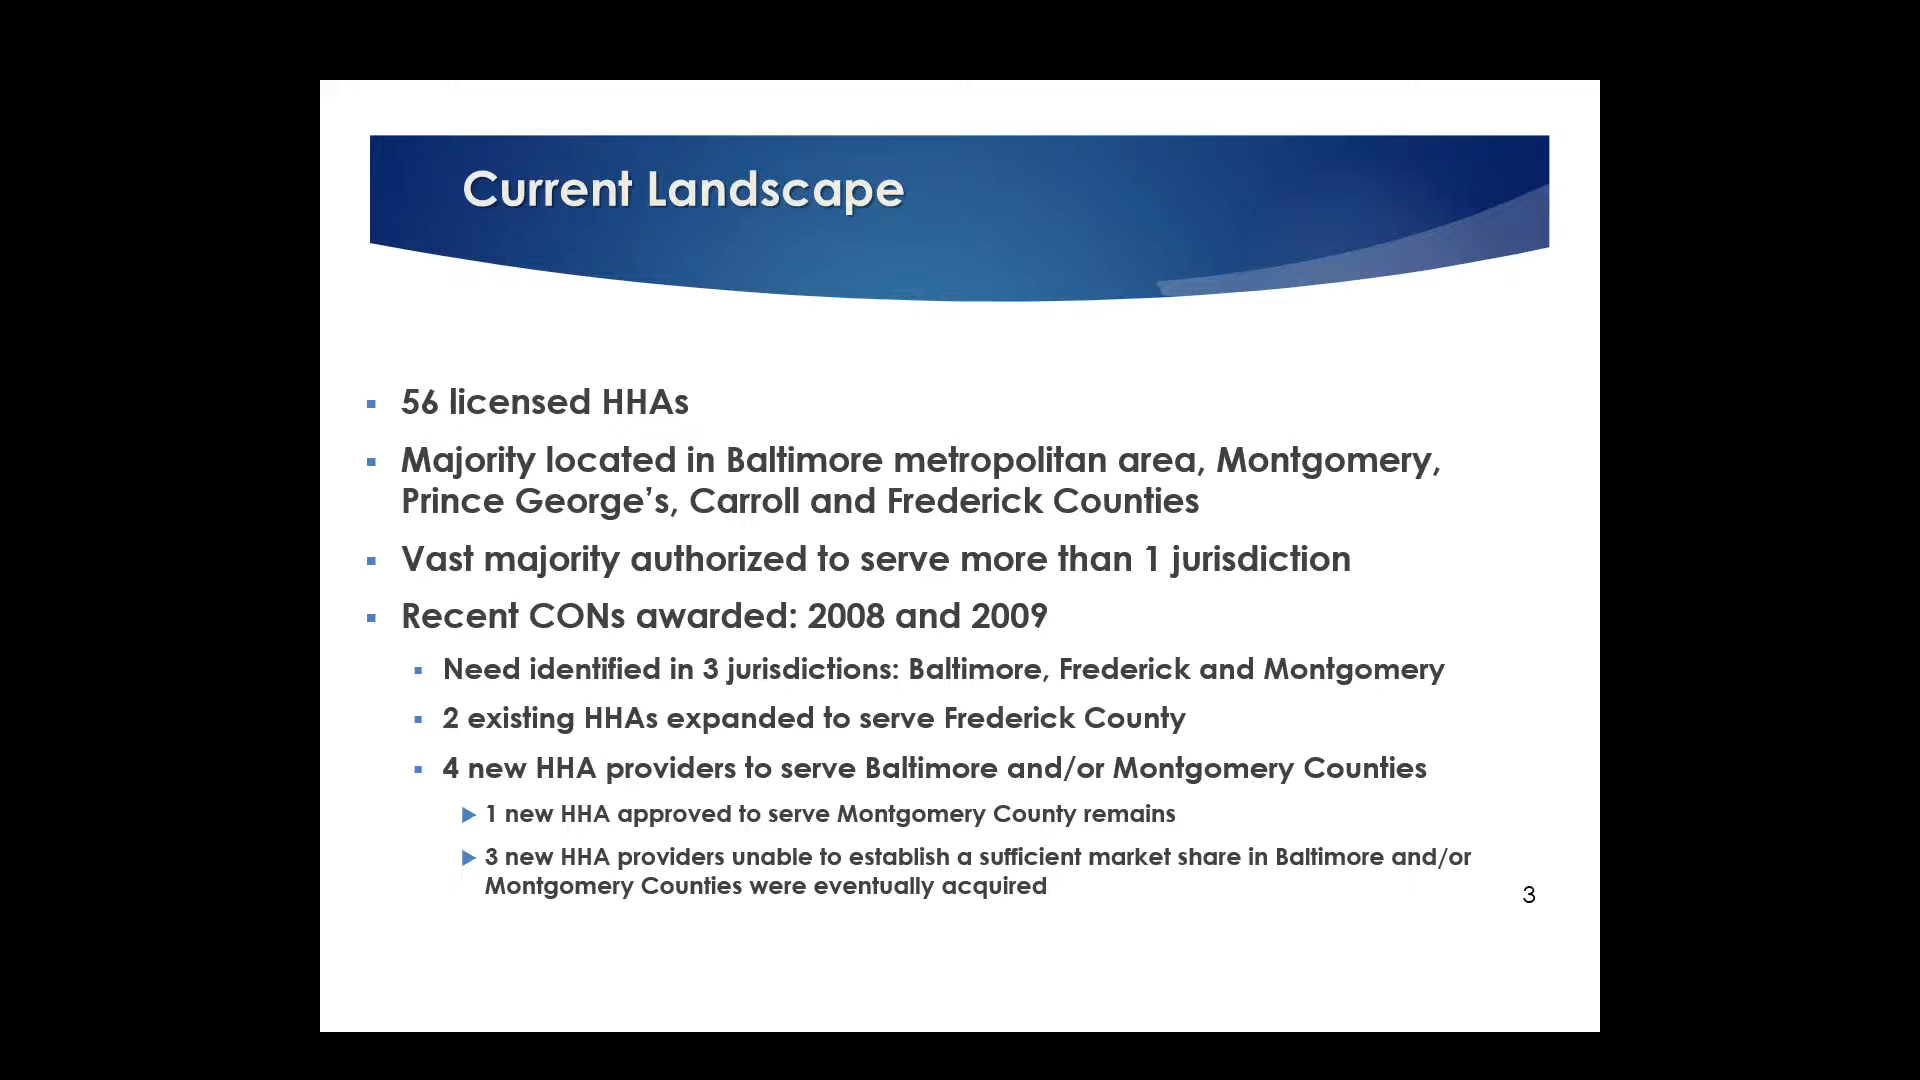 Current Landscape
56 licensed HHAs
Majority located in Baltimore metropolitan area, Montgomery,
Prince George’s, Carroll and Frederick Counties
Vast majority authorized to serve more than 1 jurisdiction
Recent CONs awarded: 2008 and 2009
Need identified in 3 jurisdictions: Baltimore, Frederick and Montgomery
2 existing HHAs expanded to serve Frederick County
4 new HHA providers to serve Baltimore and/or Montgomery Counties
1 new HHA approved to serve Montgomery County remains
3 new HHA providers unable to establish a sufficient market share in Baltimore and/or
Montgomery Counties were eventually acquired
3